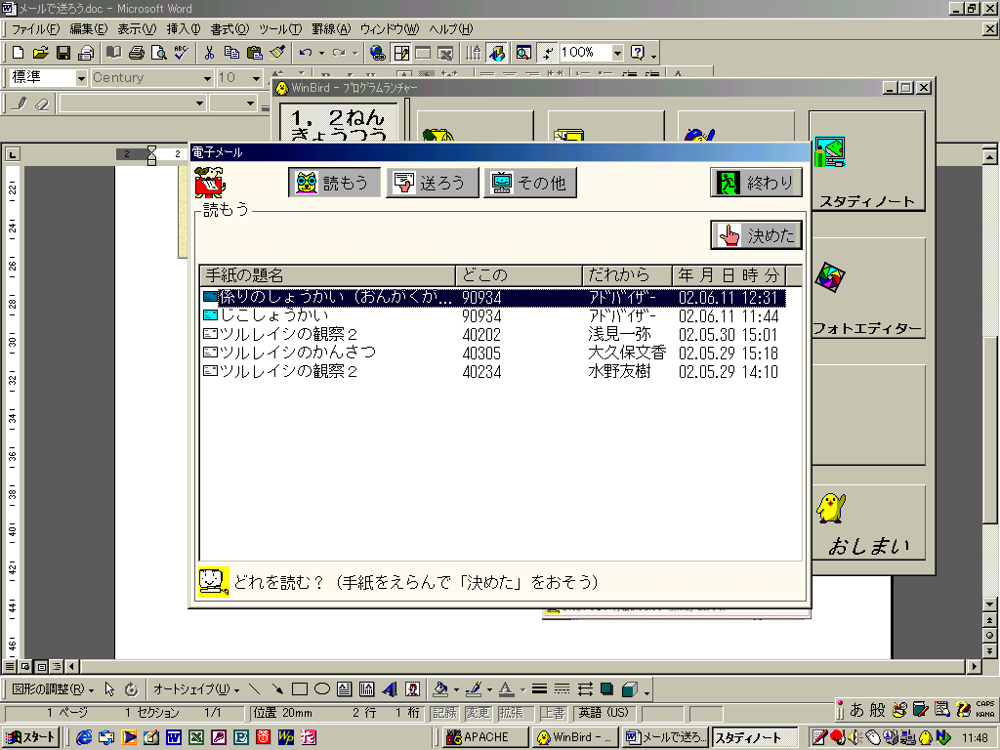 メールで送ろう.doc - Microsoft Word
ファイル(F) 編集(E) 表示(V) 挿入(I) 書式(O) ツール(T) 罫線(A) ウィンドウ(W) ヘルプ(H)
100%
標準 Century 10
WinBird - プログラムランチャー
1，2ねん
きょうつう
2 2
電子メール
読もう 送ろう その他 終わり
読もう
決めた
スタディノート
手紙の題名 どこの だれから 年 月 日 時 分
係りのしょうかい（おんがくが... 90934 ｱﾄﾞﾊﾞｲｻﾞｰ 02.06.11 12:31
じこしょうかい 90934 ｱﾄﾞﾊﾞｲｻﾞｰ 02.06.11 11:44
ツルレイシの観察２ 40202 浅見一弥 02.05.30 15:01
ツルレイシのかんさつ 40305 大久保文香 02.05.29 15:18
ツルレイシの観察２ 40234 水野友樹 02.05.29 14:10
フォトエディター
おしまい
どれを読む？（手紙をえらんで「決めた」をおそう）
22
24
26
28
30
32
34
36
38
40
42
44
46
図形の調整(R) オートシェイプ(U)
1 ページ 1 セクション 1/1 位置 20mm 2 行 1 桁 記録 変更 拡張 上書 英語 (US)
あ 般 CAPS
KANA
スタート APACHE WinBird - ... メールで送ろ... スタディノート 11:48